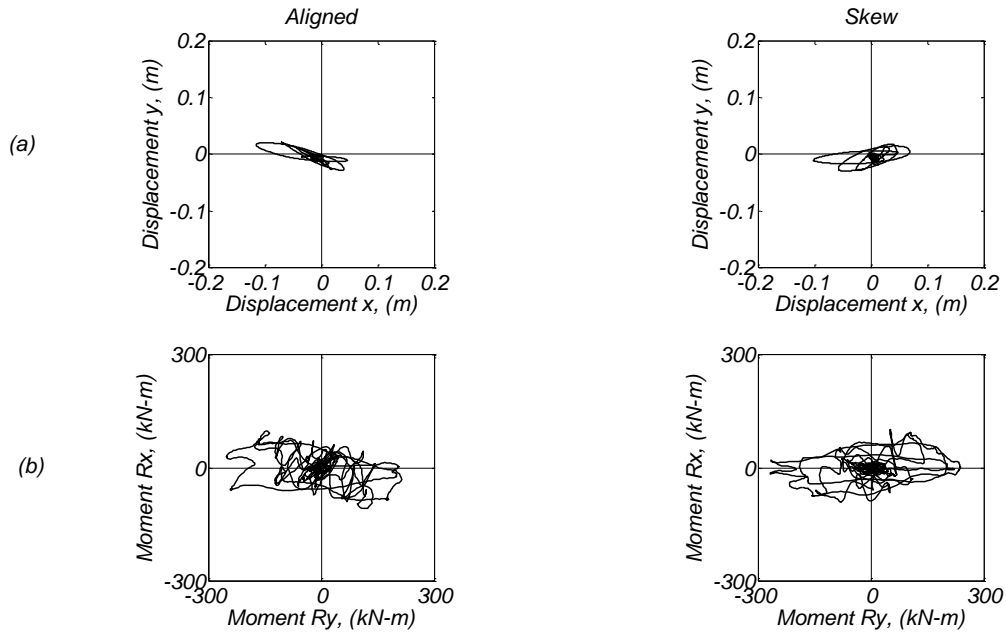 Aligned
Skew
(a)
0.2
0.1
0
-0.1
-0.2
Displacement y, (m)
-0.2 -0.1 0 0.1 0.2
Displacement x, (m)
0.2
0.1
0
-0.1
-0.2
Displacement y, (m)
-0.2 -0.1 0 0.1 0.2
Displacement x, (m)
(b)
300
0
-300
Moment Rx, (kN-m)
-300 0 300
Moment Ry, (kN-m)
300
0
-300
Moment Rx, (kN-m)
-300 0 300
Moment Ry, (kN-m)